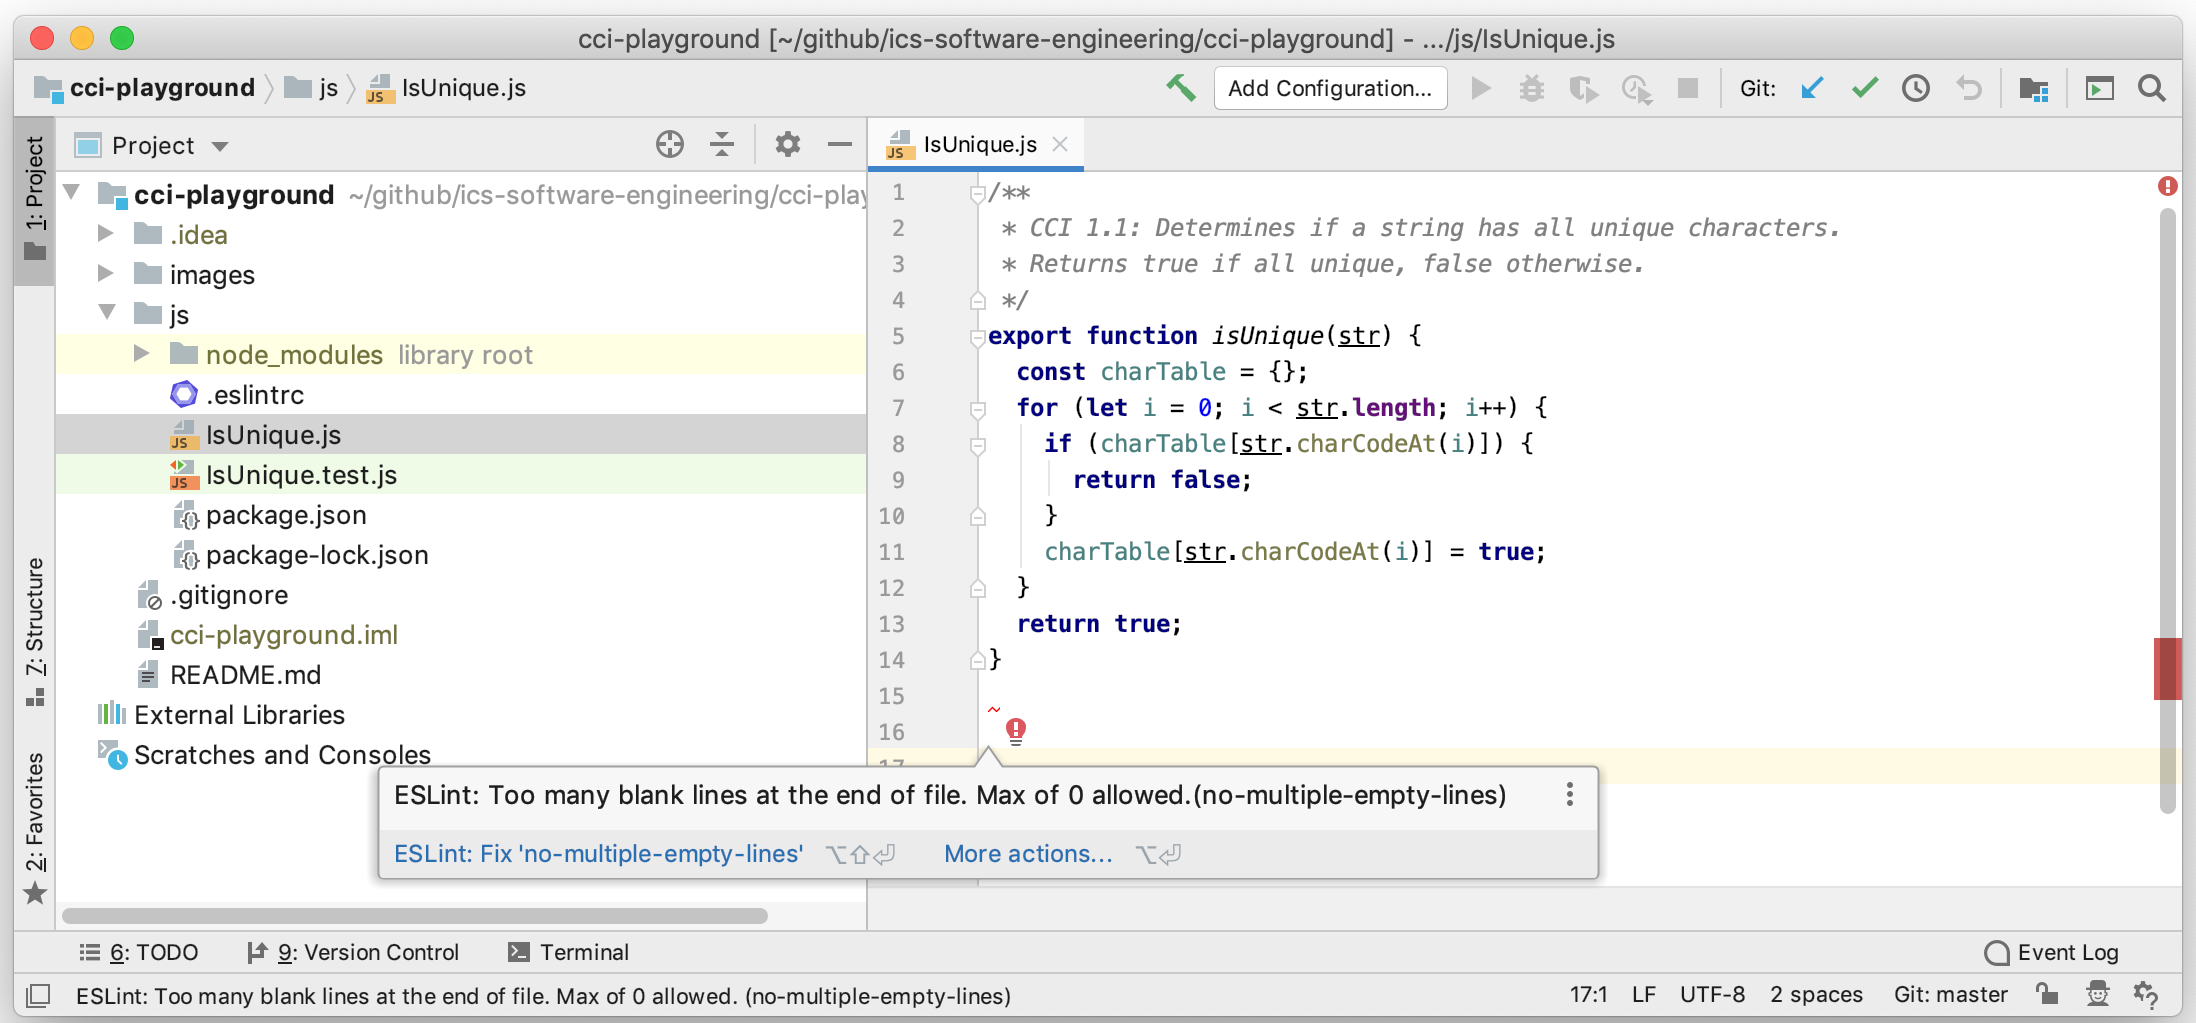 cci-playground [~/github/ics-software-engineering/cci-playground] - .../js/IsUnique.js
cci-playground js IsUnique.js Add Configuration... Git:
1: Project
7: Structure
2: Favorites
Project
cci-playground ~/github/ics-software-engineering/cci-play
.idea
images
js
node_modules library root
.eslintrc
IsUnique.js
IsUnique.test.js
package.json
package-lock.json
.gitignore
cci-playground.iml
README.md
External Libraries
Scratches and Consoles
IsUnique.js
1 /**
2 * CCI 1.1: Determines if a string has all unique characters.
3 * Returns true if all unique, false otherwise.
4 */
5 export function isUnique(str) {
6 const charTable = {};
7 for (let i = 0; i < str.length; i++) {
8 if (charTable[str.charCodeAt(i)]) {
9 return false;
10 }
11 charTable[str.charCodeAt(i)] = true;
12 }
13 return true;
14 }
15
16
17
ESLint: Too many blank lines at the end of file. Max of 0 allowed.(no-multiple-empty-lines)
ESLint: Fix 'no-multiple-empty-lines' ⌥⇧⏎ More actions... ⌥⏎
6: TODO 9: Version Control Terminal Event Log
ESLint: Too many blank lines at the end of file. Max of 0 allowed. (no-multiple-empty-lines) 17:1 LF UTF-8 2 spaces Git: master